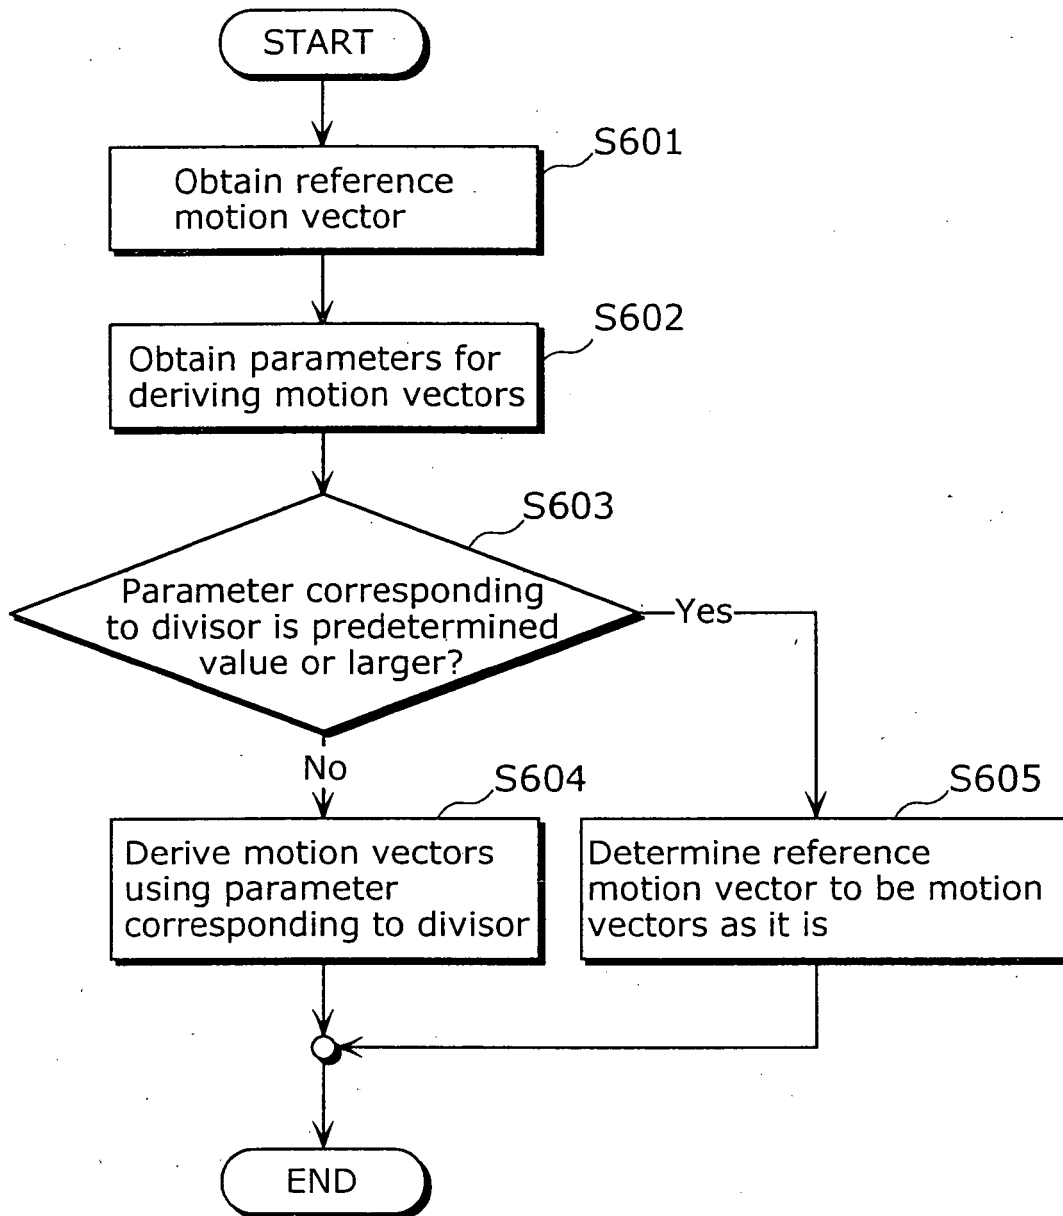 START
S601
Obtain reference
motion vector
S602
Obtain parameters for
deriving motion vectors
S603
Parameter corresponding
to divisor is predetermined
value or larger?
Yes
No
S604
Derive motion vectors
using parameter
corresponding to divisor
S605
Determine reference
motion vector to be motion
vectors as it is
END